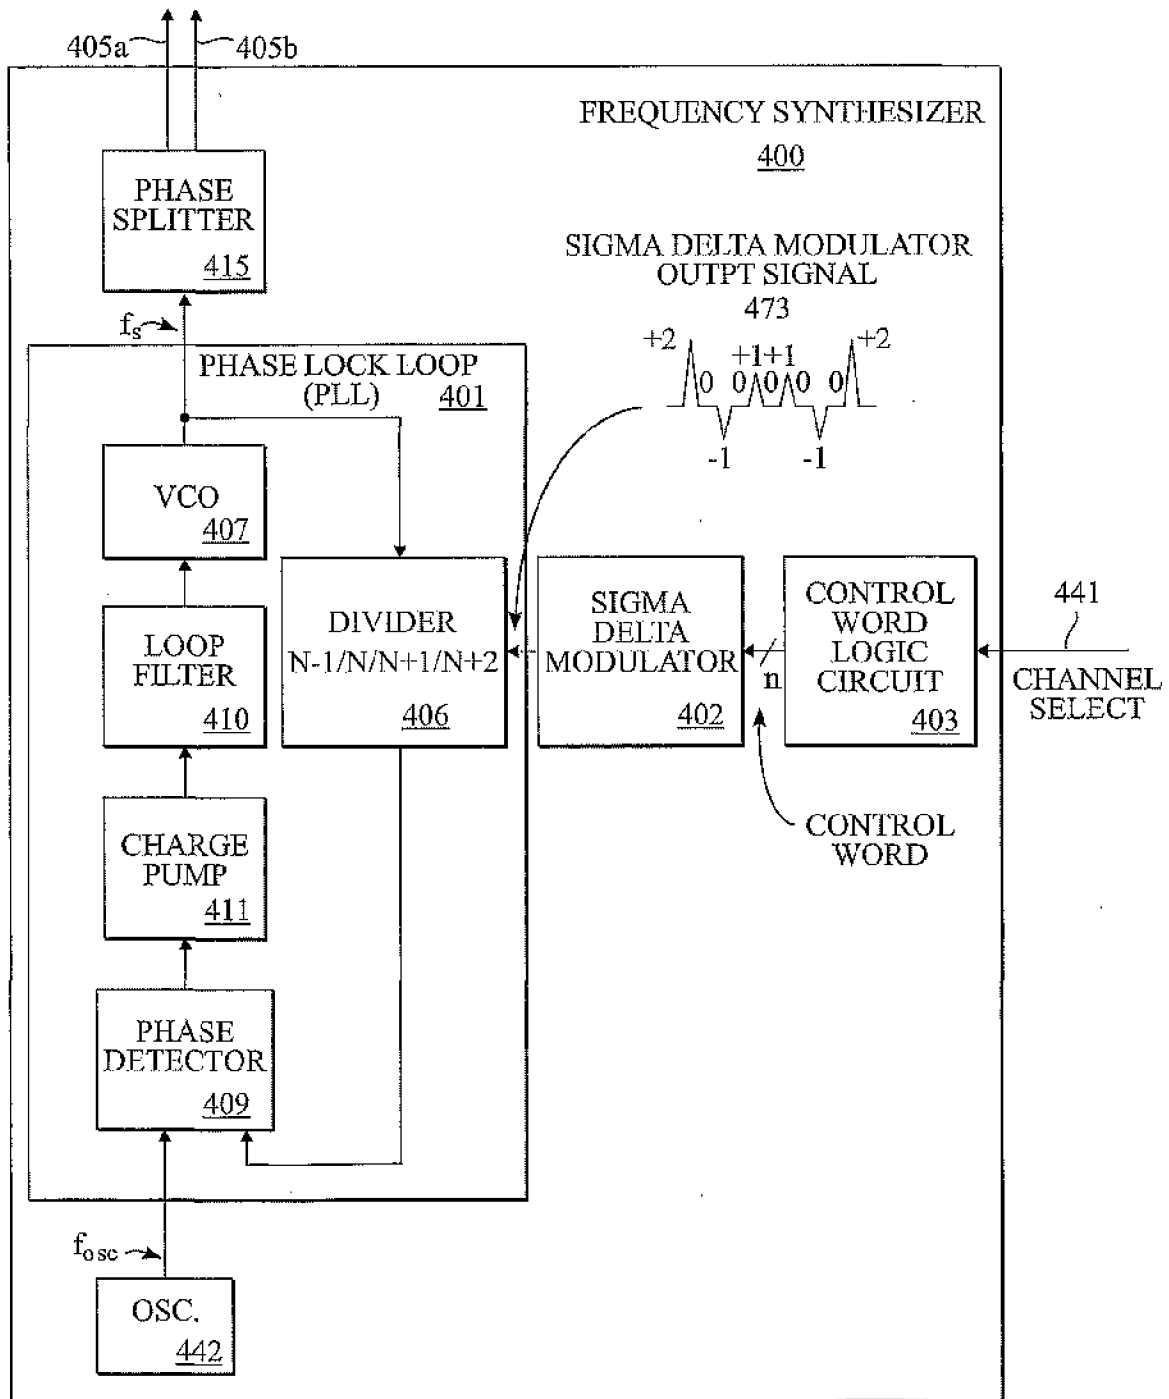 405a
405b
FREQUENCY SYNTHESIZER
400
PHASE
SPLITTER
415
SIGMA DELTA MODULATOR
OUTPT SIGNAL
473
fs
+2
+1
+1
+2
0
0
0
0
0
-1
-1
PHASE LOCK LOOP
(PLL)
401
VCO
407
DIVIDER
N-1/N/N+1/N+2
406
SIGMA
DELTA
MODULATOR
402
n
CONTROL
WORD
LOGIC
CIRCUIT
403
441
CHANNEL
SELECT
LOOP
FILTER
410
CONTROL
WORD
CHARGE
PUMP
411
PHASE
DETECTOR
409
fosc
OSC.
442